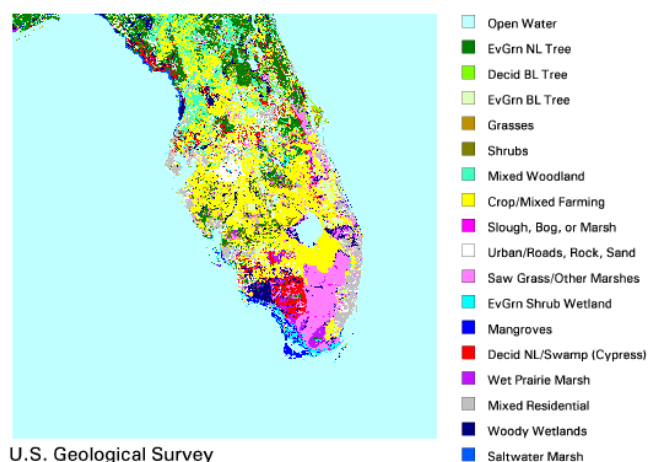 Open Water
EvGrn NL Tree
Decid BL Tree
EvGrn BL Tree
Grasses
Shrubs
Mixed Woodland
Crop/Mixed Farming
Slough, Bog, or Marsh
Urban/Roads, Rock, Sand
Saw Grass/Other Marshes
EvGrn Shrub Wetland
Mangroves
Decid NL/Swamp (Cypress)
Wet Prairie Marsh
Mixed Residential
Woody Wetlands
Saltwater Marsh
U.S. Geological Survey